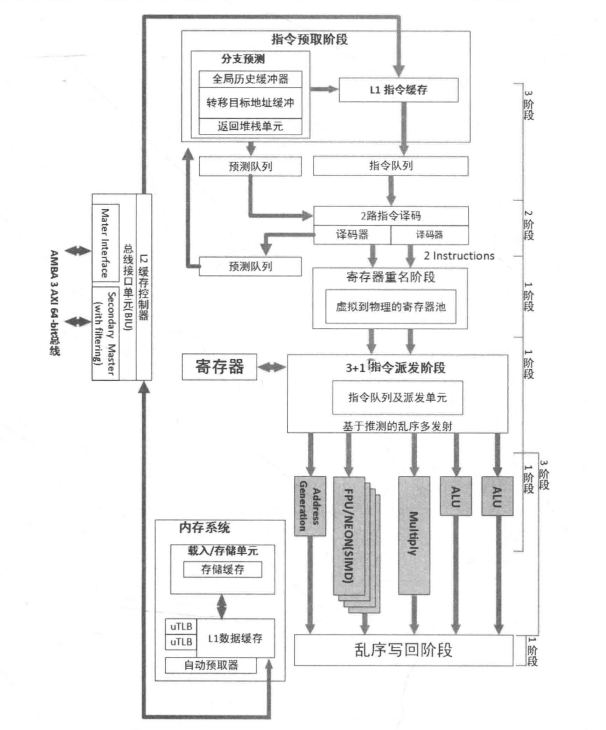 指令预取阶段
分支预测
全局历史缓冲器
转移目标地址缓冲
返回堆栈单元
L1 指令缓存
3阶段
预测队列
指令队列
2路指令译码
译码器
译码器
2阶段
预测队列
2 Instructions
寄存器重名阶段
虚拟到物理的寄存器池
1阶段
L2 缓存控制器
总线接口单元(BIU)
Mater Interface
Secondary Master
(with filtering)
AMBA 3 AXI 64-bit总线
寄存器
3+1 指令派发阶段
指令队列及派发单元
基于推测的乱序多发射
1阶段
Address
Generation
FPU/NEON(SIMD)
Multiply
ALU
ALU
1阶段
3阶段
内存系统
载入/存储单元
存储缓存
uTLB
uTLB
L1数据缓存
自动预取器
乱序写回阶段
1阶段